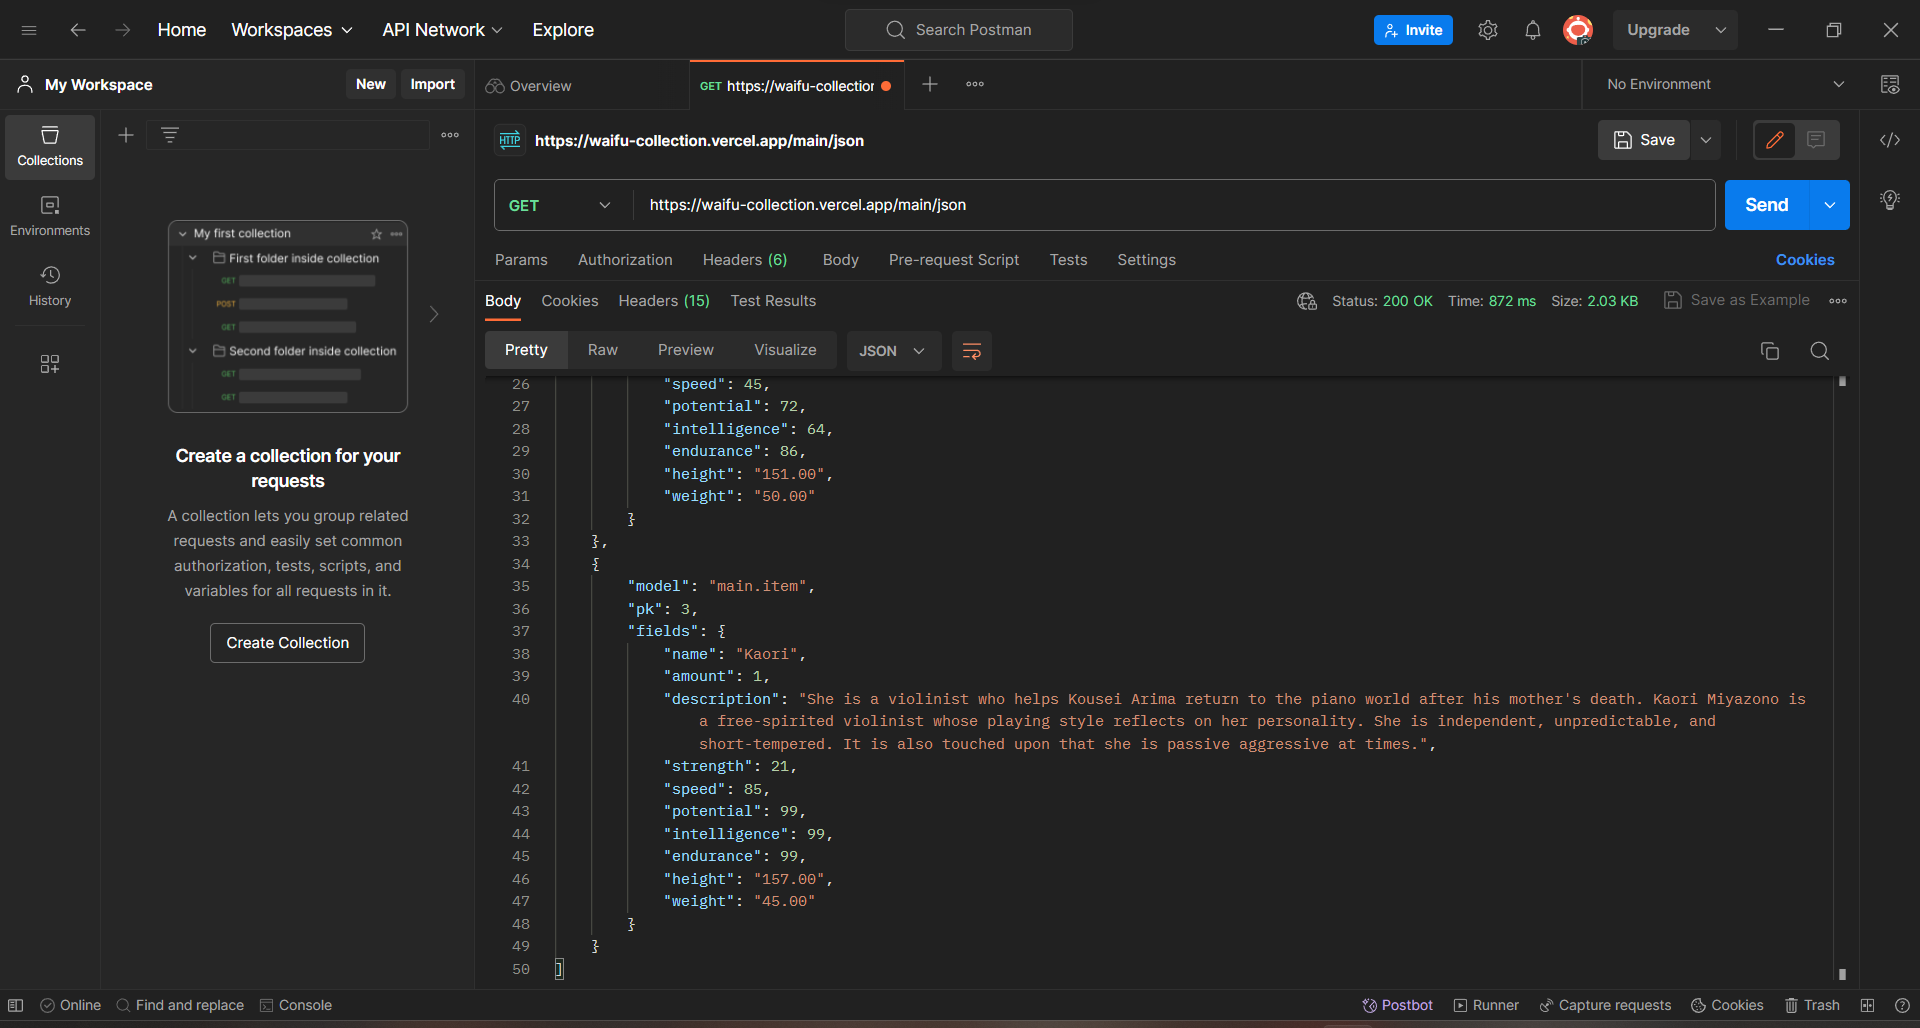 Home Workspaces API Network Explore Search Postman Invite Upgrade
My Workspace New Import Overview GET https://waifu-collection No Environment
Collections
Environments
History
My first collection
First folder inside collection
GET
POST
GET
Second folder inside collection
GET
GET
Create a collection for your
requests
A collection lets you group related
requests and easily set common
authorization, tests, scripts, and
variables for all requests in it.
Create Collection
HTTP https://waifu-collection.vercel.app/main/json Save
GET https://waifu-collection.vercel.app/main/json Send
Params Authorization Headers (6) Body Pre-request Script Tests Settings Cookies
Body Cookies Headers (15) Test Results Status: 200 OK Time: 872 ms Size: 2.03 KB Save as Example
Pretty Raw Preview Visualize JSON
26 "speed": 45,
27 "potential": 72,
28 "intelligence": 64,
29 "endurance": 86,
30 "height": "151.00",
31 "weight": "50.00"
32 }
33 },
34 {
35 "model": "main.item",
36 "pk": 3,
37 "fields": {
38 "name": "Kaori",
39 "amount": 1,
40 "description": "She is a violinist who helps Kousei Arima return to the piano world after his mother's death. Kaori Miyazono is
a free-spirited violinist whose playing style reflects on her personality. She is independent, unpredictable, and
short-tempered. It is also touched upon that she is passive aggressive at times.",
41 "strength": 21,
42 "speed": 85,
43 "potential": 99,
44 "intelligence": 99,
45 "endurance": 99,
46 "height": "157.00",
47 "weight": "45.00"
48 }
49 }
50 ]
Online Find and replace Console Postbot Runner Capture requests Cookies Trash